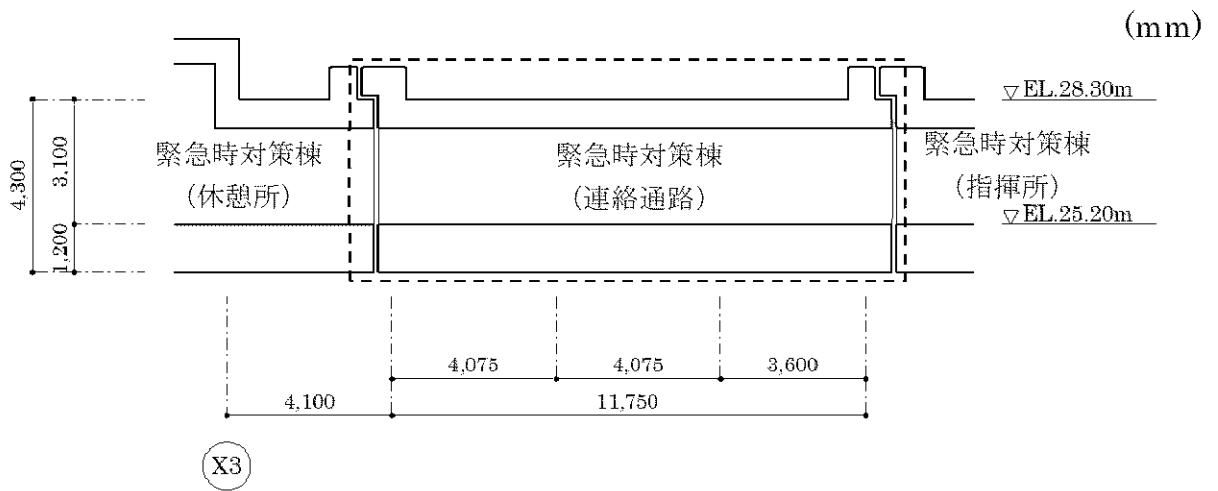 (mm)
▽EL.28.30m
緊急時対策棟
(休憩所)
緊急時対策棟
(連絡通路)
緊急時対策棟
(指揮所)
▽EL.25.20m
4,300
3,100
1,200
4,075
4,075
3,600
4,100
11,750
X3